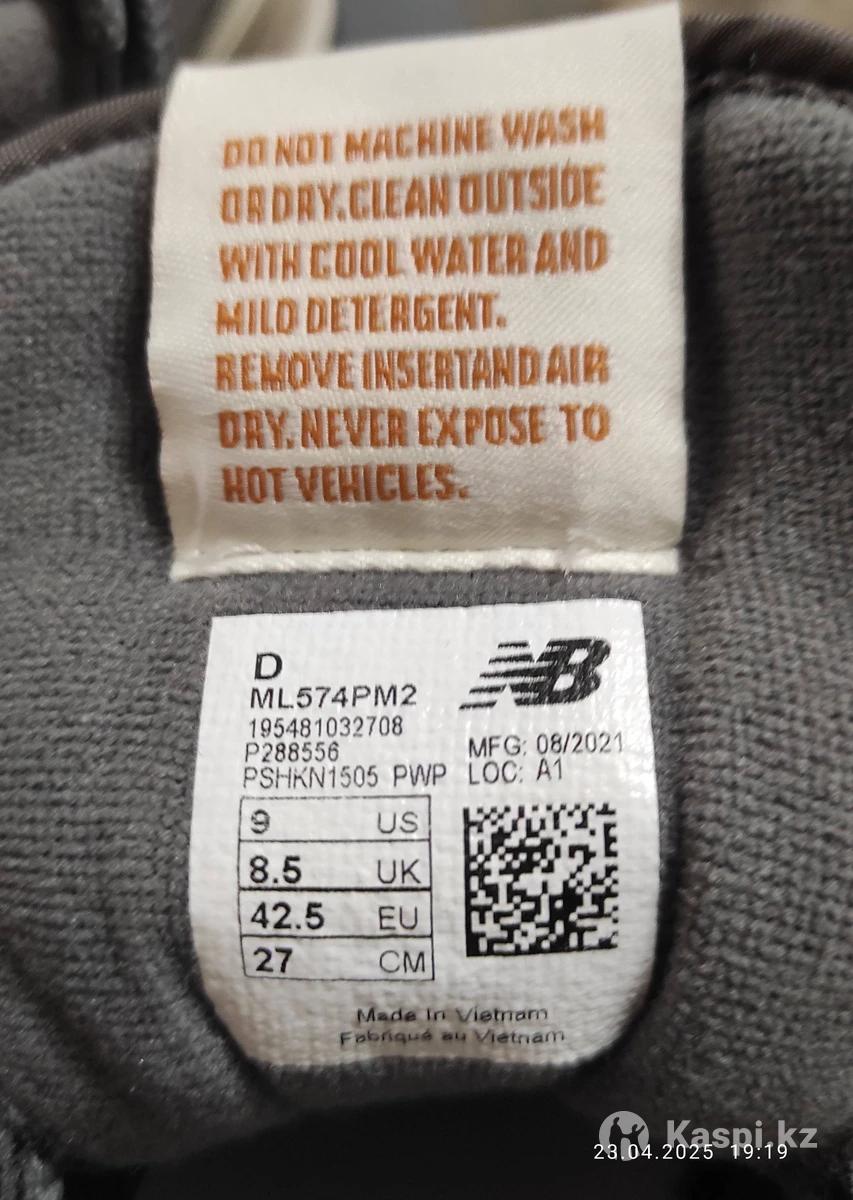 DO NOT MACHINE WASH
OR DRY. CLEAN OUTSIDE
WITH COOL WATER AND
MILD DETERGENT.
REMOVE INSERT AND AIR
DRY. NEVER EXPOSE TO
HOT VEHICLES.
D
NB
ML574PM2
195481032708
P288556
MFG: 08/2021
PSHKN1505 PWP
LOC: A1
9 US
8.5 UK
42.5 EU
27 CM
Made In Vietnam
Fabriqué au Vietnam
Kaspi.kz
23.04.2025 19:19